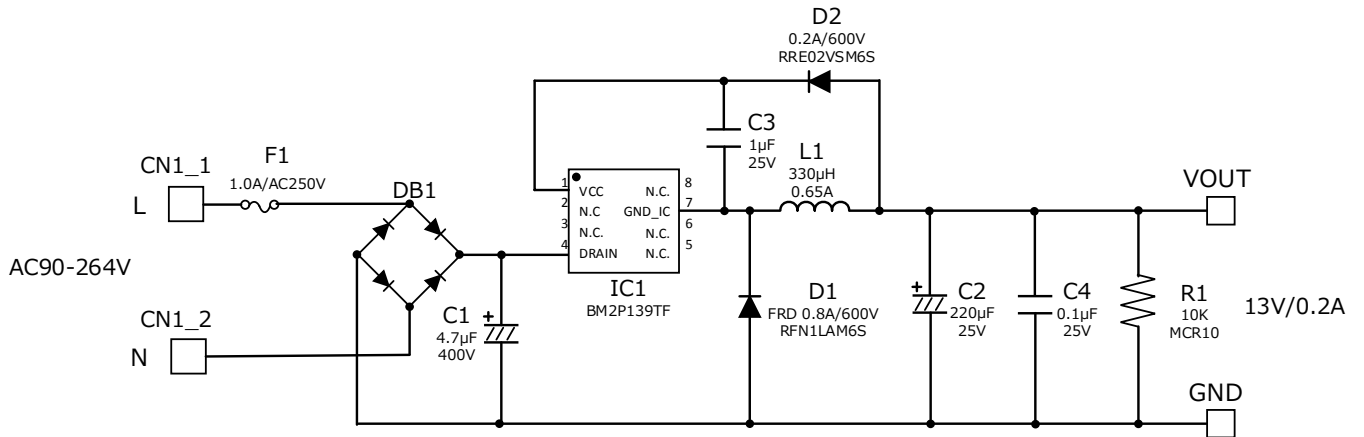 D2
0.2A/600V
RRE02VSM6S
C3
1µF
25V
L1
330µH
0.65A
CN1_1
L
F1
1.0A/AC250V
DB1
1 VCC N.C. 8
2 N.C GND_IC 7
3 N.C. N.C. 6
4 DRAIN N.C. 5
IC1
BM2P139TF
VOUT
AC90-264V
CN1_2
N
C1
+
4.7µF
400V
D1
FRD 0.8A/600V
RFN1LAM6S
+
C2
220µF
25V
C4
0.1µF
25V
R1
10K
MCR10
13V/0.2A
GND